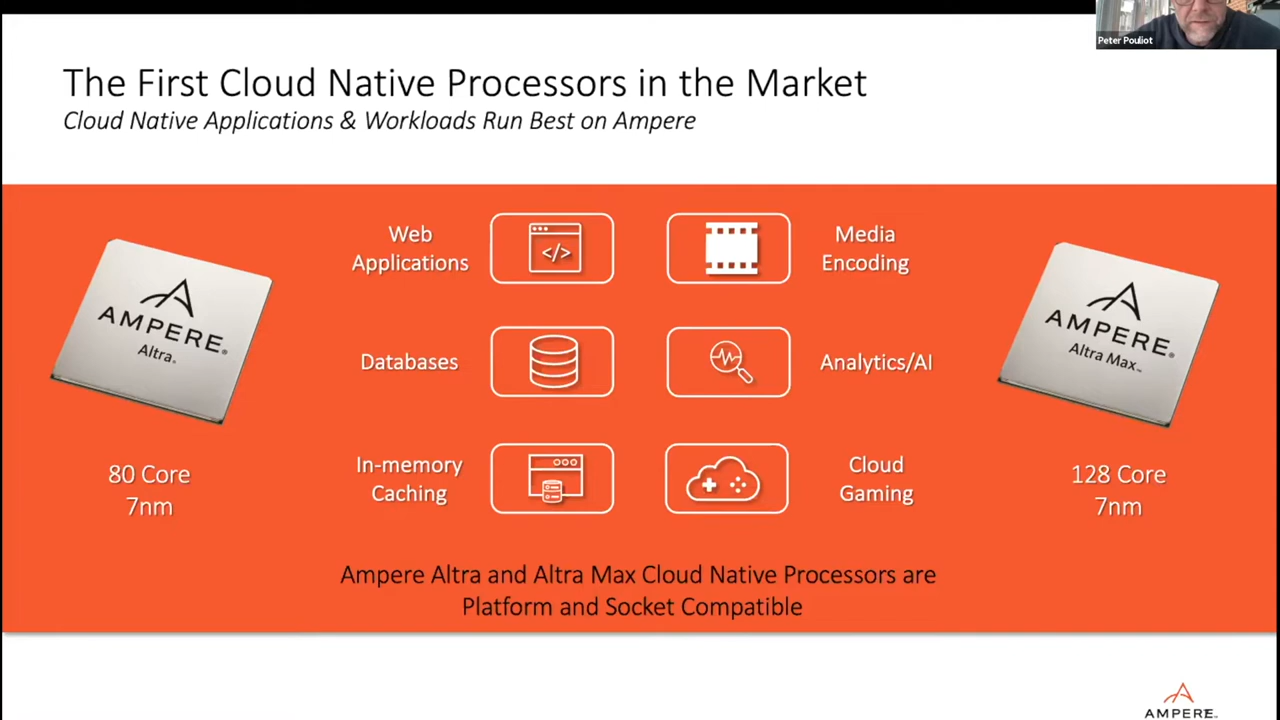 Peter Pouliot
The First Cloud Native Processors in the Market
Cloud Native Applications & Workloads Run Best on Ampere
Web
Applications
</>
Media
Encoding
AMPERE®
Altra®
Databases
Analytics/AI
AMPERE®
Altra Max™
80 Core
7nm
In-memory
Caching
Cloud
Gaming
128 Core
7nm
Ampere Altra and Altra Max Cloud Native Processors are
Platform and Socket Compatible
AMPERE™